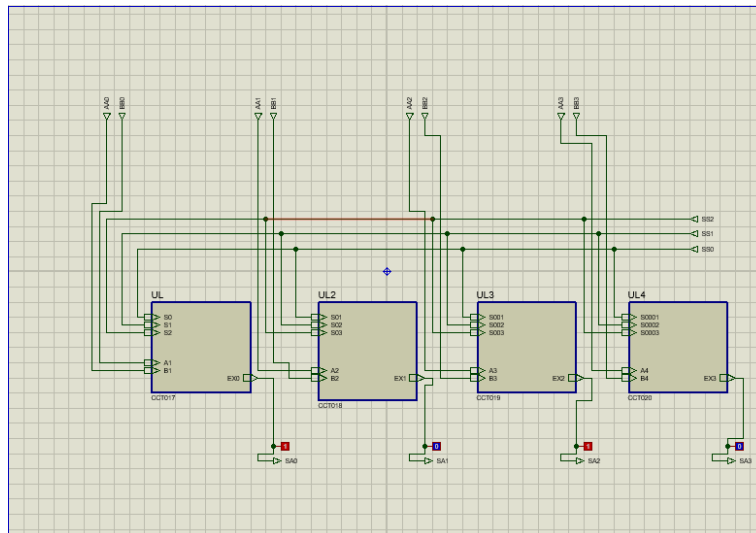 AA0 BB0 AA1 BB1 AA2 BB2 AA3 BB3
SS2
SS1
SS0
UL
S0
S1
S2
A1
B1
EX0
CCT017
UL2
S01
S02
S03
A2
B2
EX1
CCT018
UL3
S001
S002
S003
A3
B3
EX2
CCT019
UL4
S0001
S0002
S0003
A4
B4
EX3
CCT020
1 0 1 0
SA0 SA1 SA2 SA3